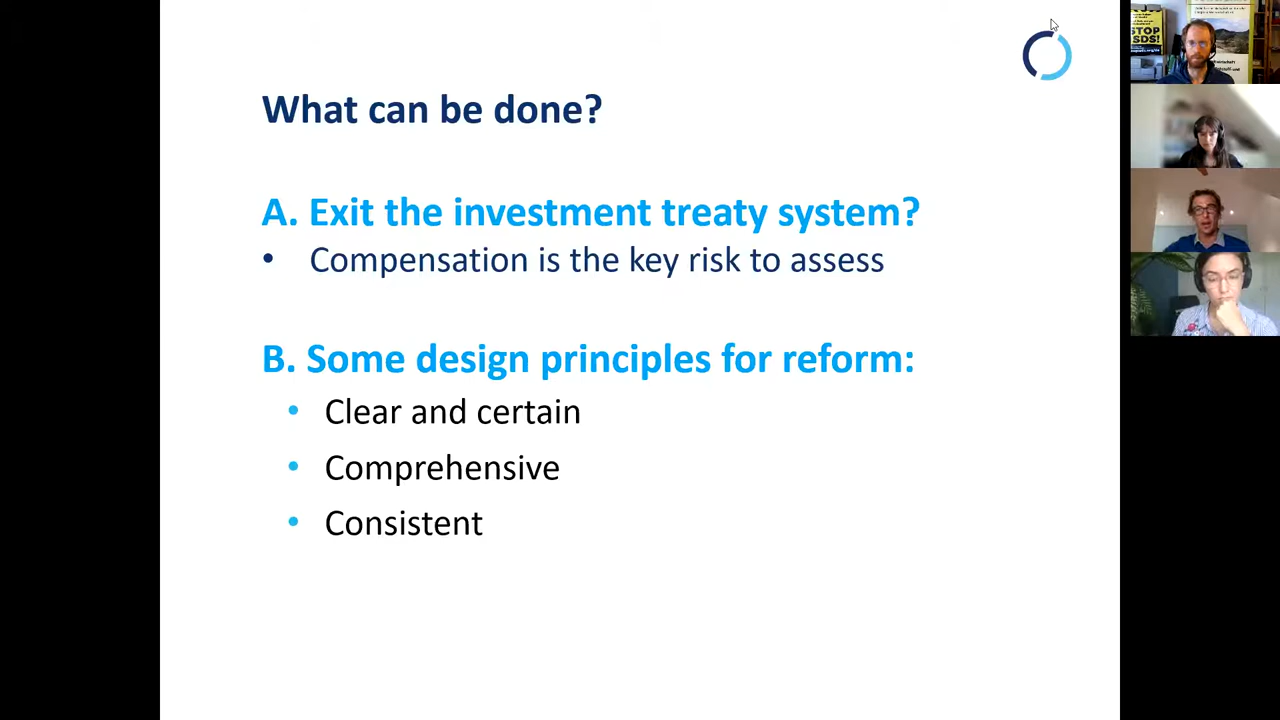 What can be done?
A. Exit the investment treaty system?
• Compensation is the key risk to assess
B. Some design principles for reform:
• Clear and certain
• Comprehensive
• Consistent
STOP